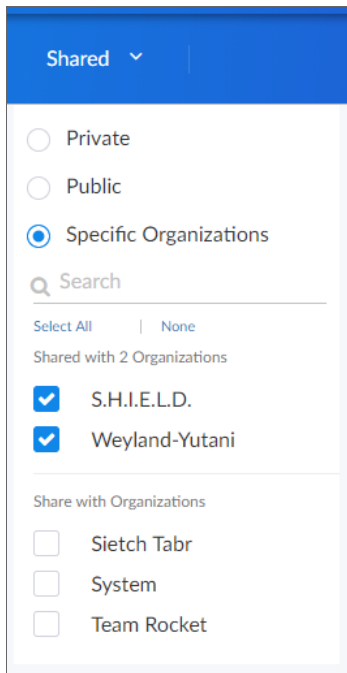 Shared
Private
Public
Specific Organizations
Search
Select All | None
Shared with 2 Organizations
S.H.I.E.L.D.
Weyland-Yutani
Share with Organizations
Sietch Tabr
System
Team Rocket